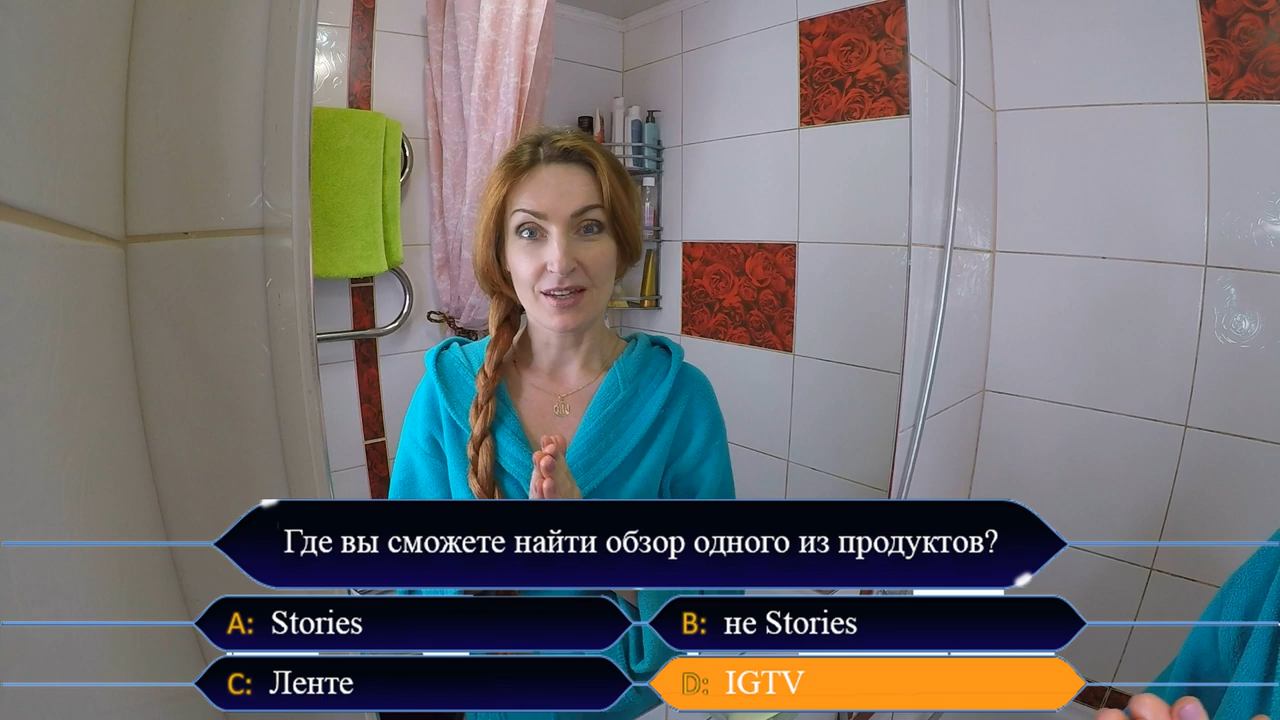 Где вы сможете найти обзор одного из продуктов?
A: Stories
B: не Stories
C: Ленте
D: IGTV